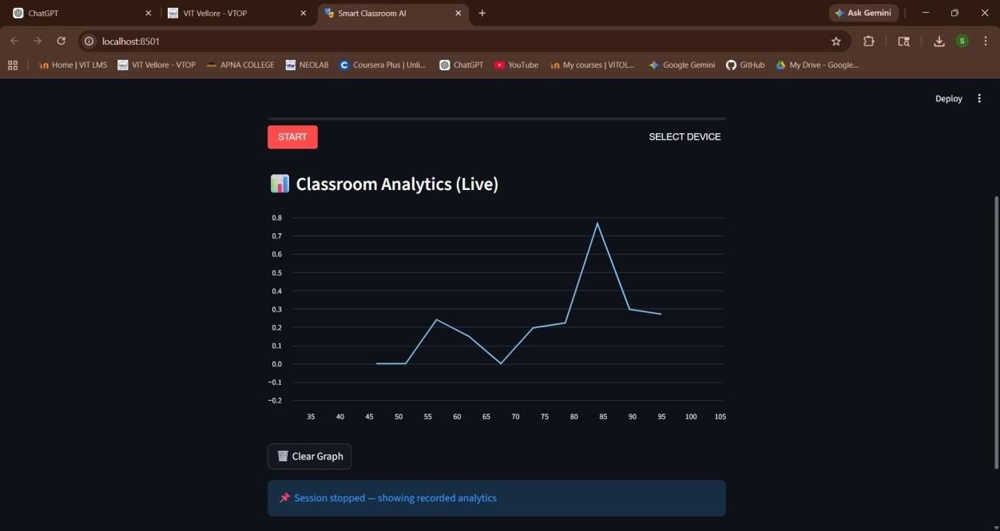 ChatGPT
VIT Vellore - VTOP
Smart Classroom AI
Ask Gemini
localhost:8501
S
Home | VIT LMS
VIT Vellore - VTOP
APNA COLLEGE
NEOLAB
Coursera Plus | Unli...
ChatGPT
YouTube
My courses | VITOL...
Google Gemini
GitHub
My Drive - Google...
Deploy
START
SELECT DEVICE
Classroom Analytics (Live)
0.8
0.7
0.6
0.5
0.4
0.3
0.2
0.1
0.0
−0.1
−0.2
35 40 45 50 55 60 65 70 75 80 85 90 95 100 105
Clear Graph
Session stopped — showing recorded analytics